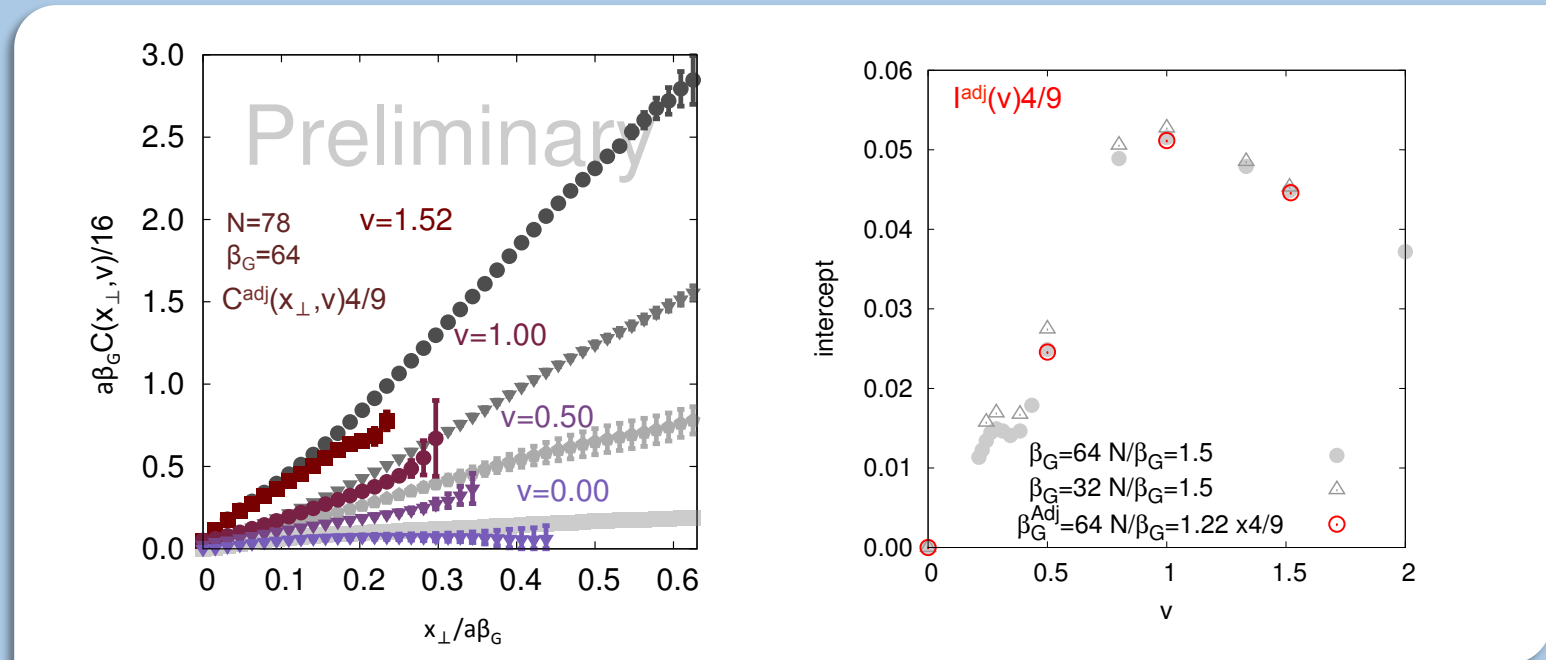 Preliminary
3.0
2.5
2.0
1.5
1.0
0.5
0.0
aβ_G C(x_⊥,v)/16
N=78
β_G=64
C^adj(x_⊥,v)4/9
v=1.52
v=1.00
v=0.50
v=0.00
0 0.1 0.2 0.3 0.4 0.5 0.6
x_⊥/aβ_G
0.06
0.05
0.04
0.03
0.02
0.01
0.00
intercept
I^adj(v)4/9
β_G=64 N/β_G=1.5
β_G=32 N/β_G=1.5
β_G^Adj=64 N/β_G=1.22 x4/9
0 0.5 1 1.5 2
v